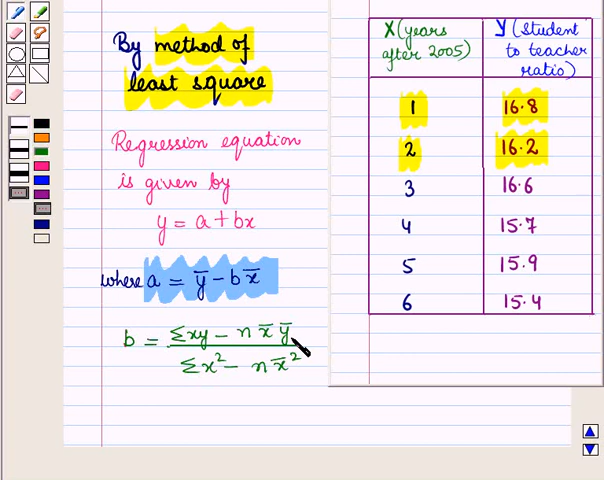 By method of
least square
Regression equation
is given by
y = a + bx
where a = y̅ - b x̅
b = Σxy - n x̅ y̅
Σx² - n x̅²
X (years after 2005) Y (Student to teacher ratio)
1 16.8
2 16.2
3 16.6
4 15.7
5 15.9
6 15.4